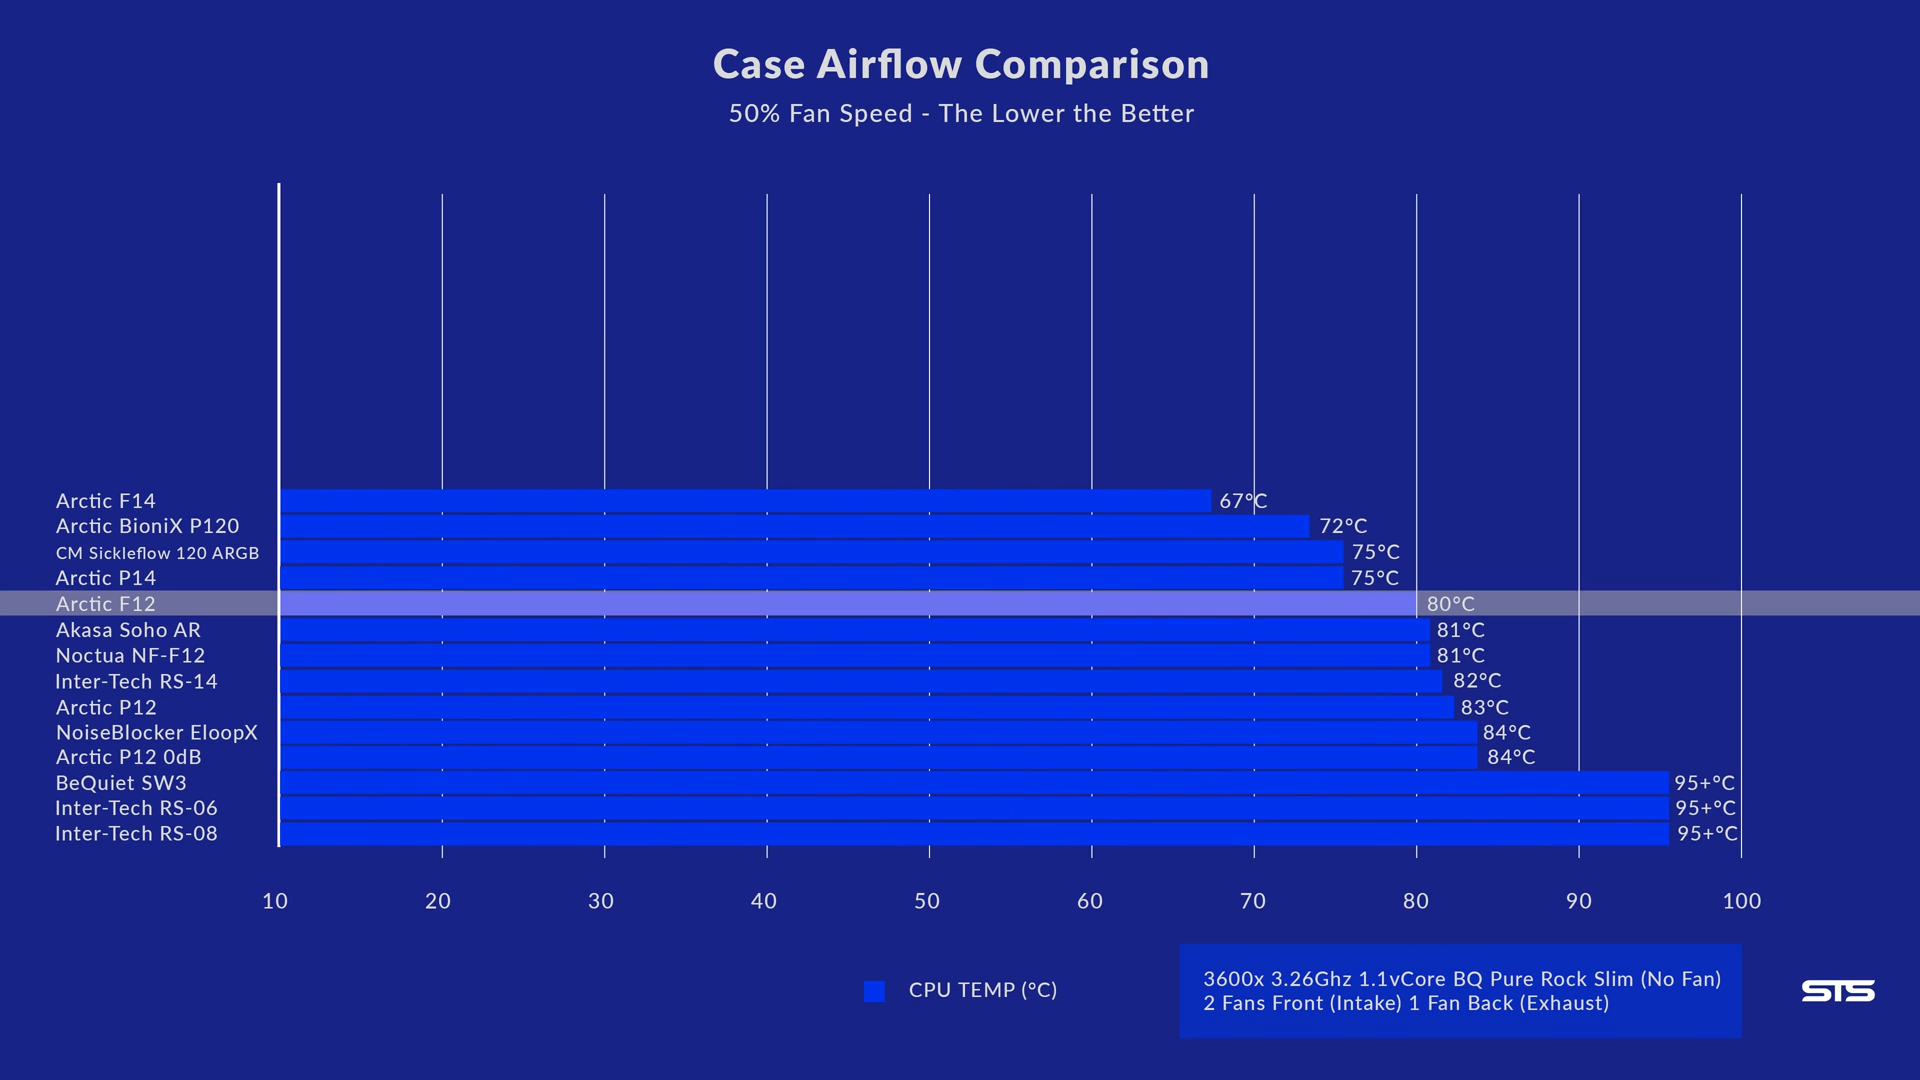 Case Airflow Comparison
50% Fan Speed - The Lower the Better
Arctic F14 67°C
Arctic BioniX P120 72°C
CM Sickleflow 120 ARGB 75°C
Arctic P14 75°C
Arctic F12 80°C
Akasa Soho AR 81°C
Noctua NF-F12 81°C
Inter-Tech RS-14 82°C
Arctic P12 83°C
NoiseBlocker EloopX 84°C
Arctic P12 0dB 84°C
BeQuiet SW3 95+°C
Inter-Tech RS-06 95+°C
Inter-Tech RS-08 95+°C
10 20 30 40 50 60 70 80 90 100
CPU TEMP (°C)
3600x 3.26Ghz 1.1vCore BQ Pure Rock Slim (No Fan)
2 Fans Front (Intake) 1 Fan Back (Exhaust)
STS